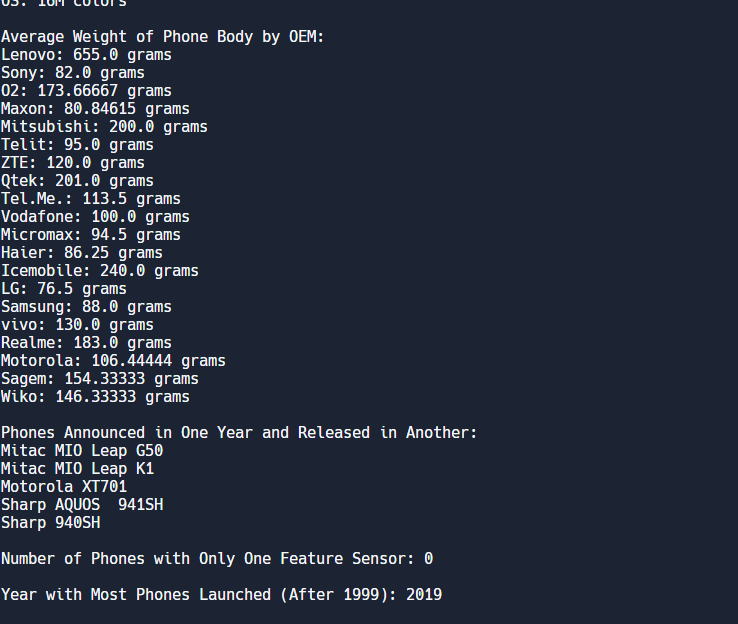 OS: 16M colors
Average Weight of Phone Body by OEM:
Lenovo: 655.0 grams
Sony: 82.0 grams
O2: 173.66667 grams
Maxon: 80.84615 grams
Mitsubishi: 200.0 grams
Telit: 95.0 grams
ZTE: 120.0 grams
Qtek: 201.0 grams
Tel.Me.: 113.5 grams
Vodafone: 100.0 grams
Micromax: 94.5 grams
Haier: 86.25 grams
Icemobile: 240.0 grams
LG: 76.5 grams
Samsung: 88.0 grams
vivo: 130.0 grams
Realme: 183.0 grams
Motorola: 106.44444 grams
Sagem: 154.33333 grams
Wiko: 146.33333 grams
Phones Announced in One Year and Released in Another:
Mitac MIO Leap G50
Mitac MIO Leap K1
Motorola XT701
Sharp AQUOS  941SH
Sharp 940SH
Number of Phones with Only One Feature Sensor: 0
Year with Most Phones Launched (After 1999): 2019